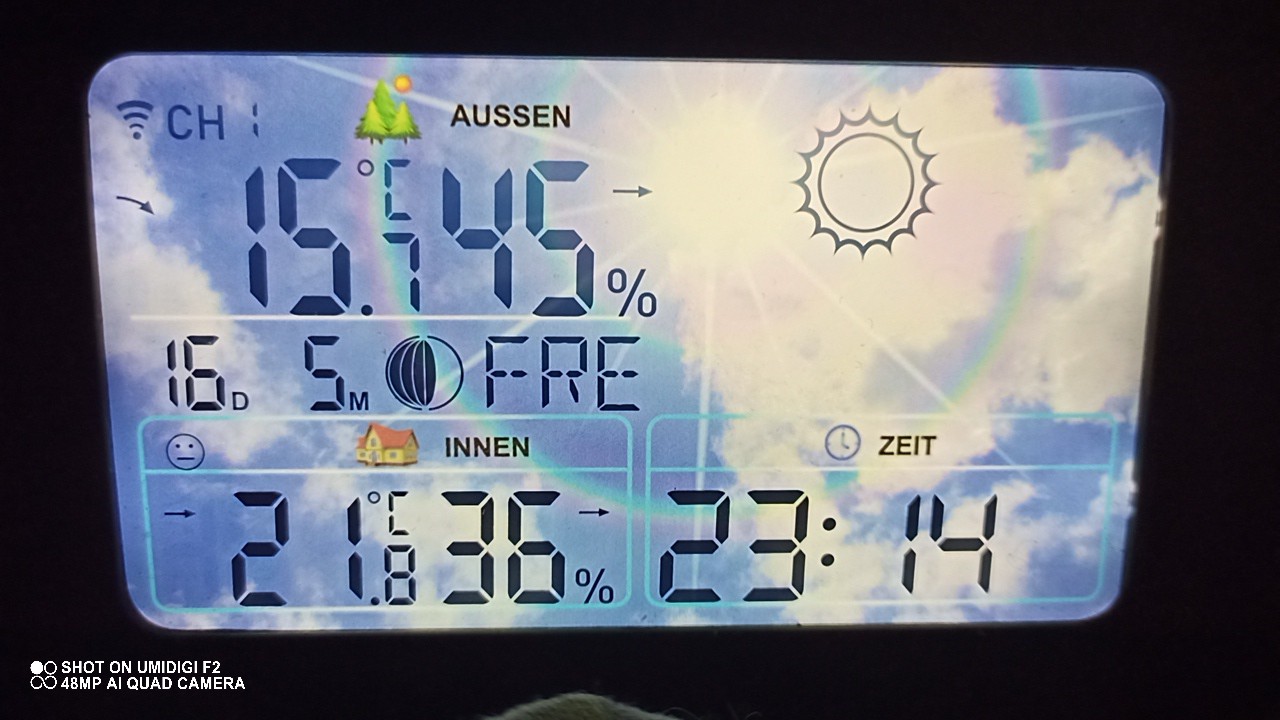 CH 1
AUSSEN
15.7 °C 45 %
16 D 5 M FRE
INNEN
21.8 °C 36 %
ZEIT
23:14
SHOT ON UMIDIGI F2
48MP AI QUAD CAMERA